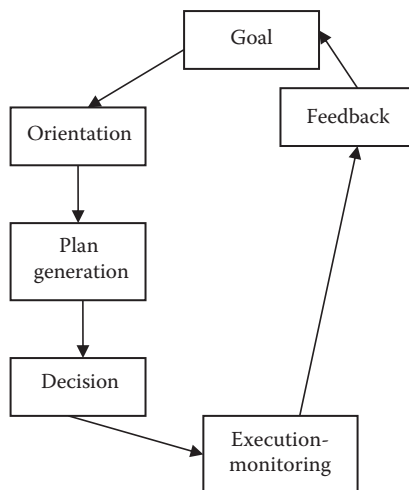 Goal
Feedback
Orientation
Plan
generation
Decision
Execution-
monitoring